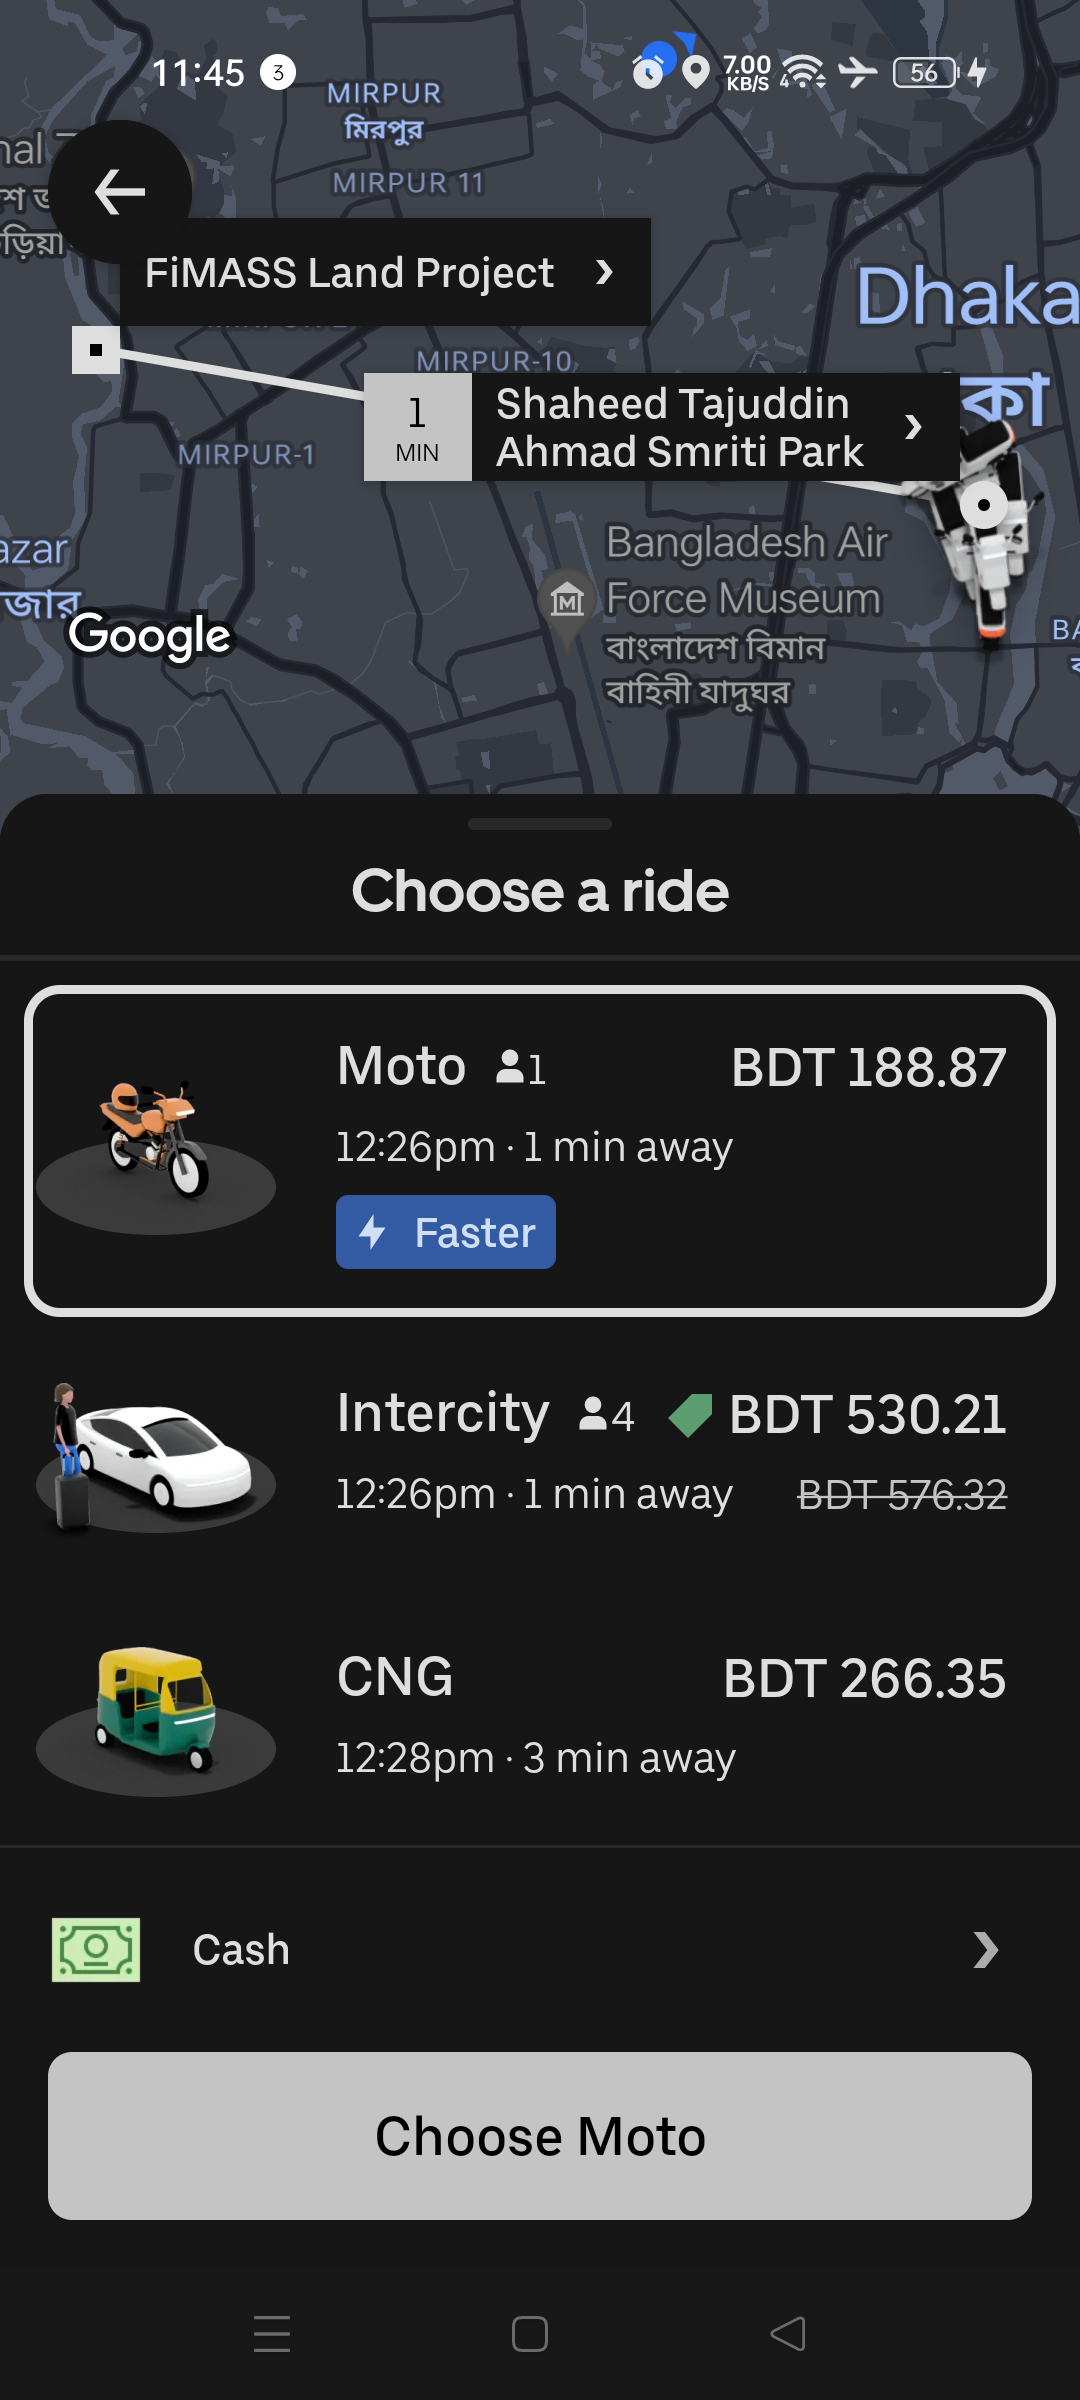 11:45
3
7.00
KB/S
4
56
MIRPUR
মিরপুর
MIRPUR 11
FiMASS Land Project
Dhaka
MIRPUR-10
1
MIN
Shaheed Tajuddin
Ahmad Smriti Park
MIRPUR-1
Bangladesh Air
Force Museum
বাংলাদেশ বিমান
বাহিনী যাদুঘর
Google
Choose a ride
Moto 1 BDT 188.87
12:26pm · 1 min away
Faster
Intercity 4 BDT 530.21
12:26pm · 1 min away BDT 576.32
CNG BDT 266.35
12:28pm · 3 min away
Cash
Choose Moto